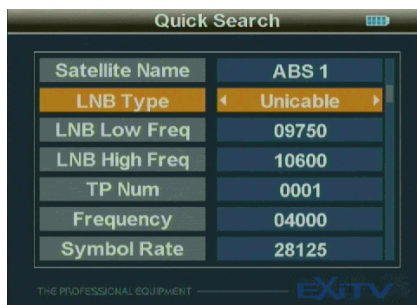 Quick Search
Satellite Name ABS 1
LNB Type Unicable
LNB Low Freq 09750
LNB High Freq 10600
TP Num 0001
Frequency 04000
Symbol Rate 28125
THE PROFESSIONAL EQUIPMENT EXiTV